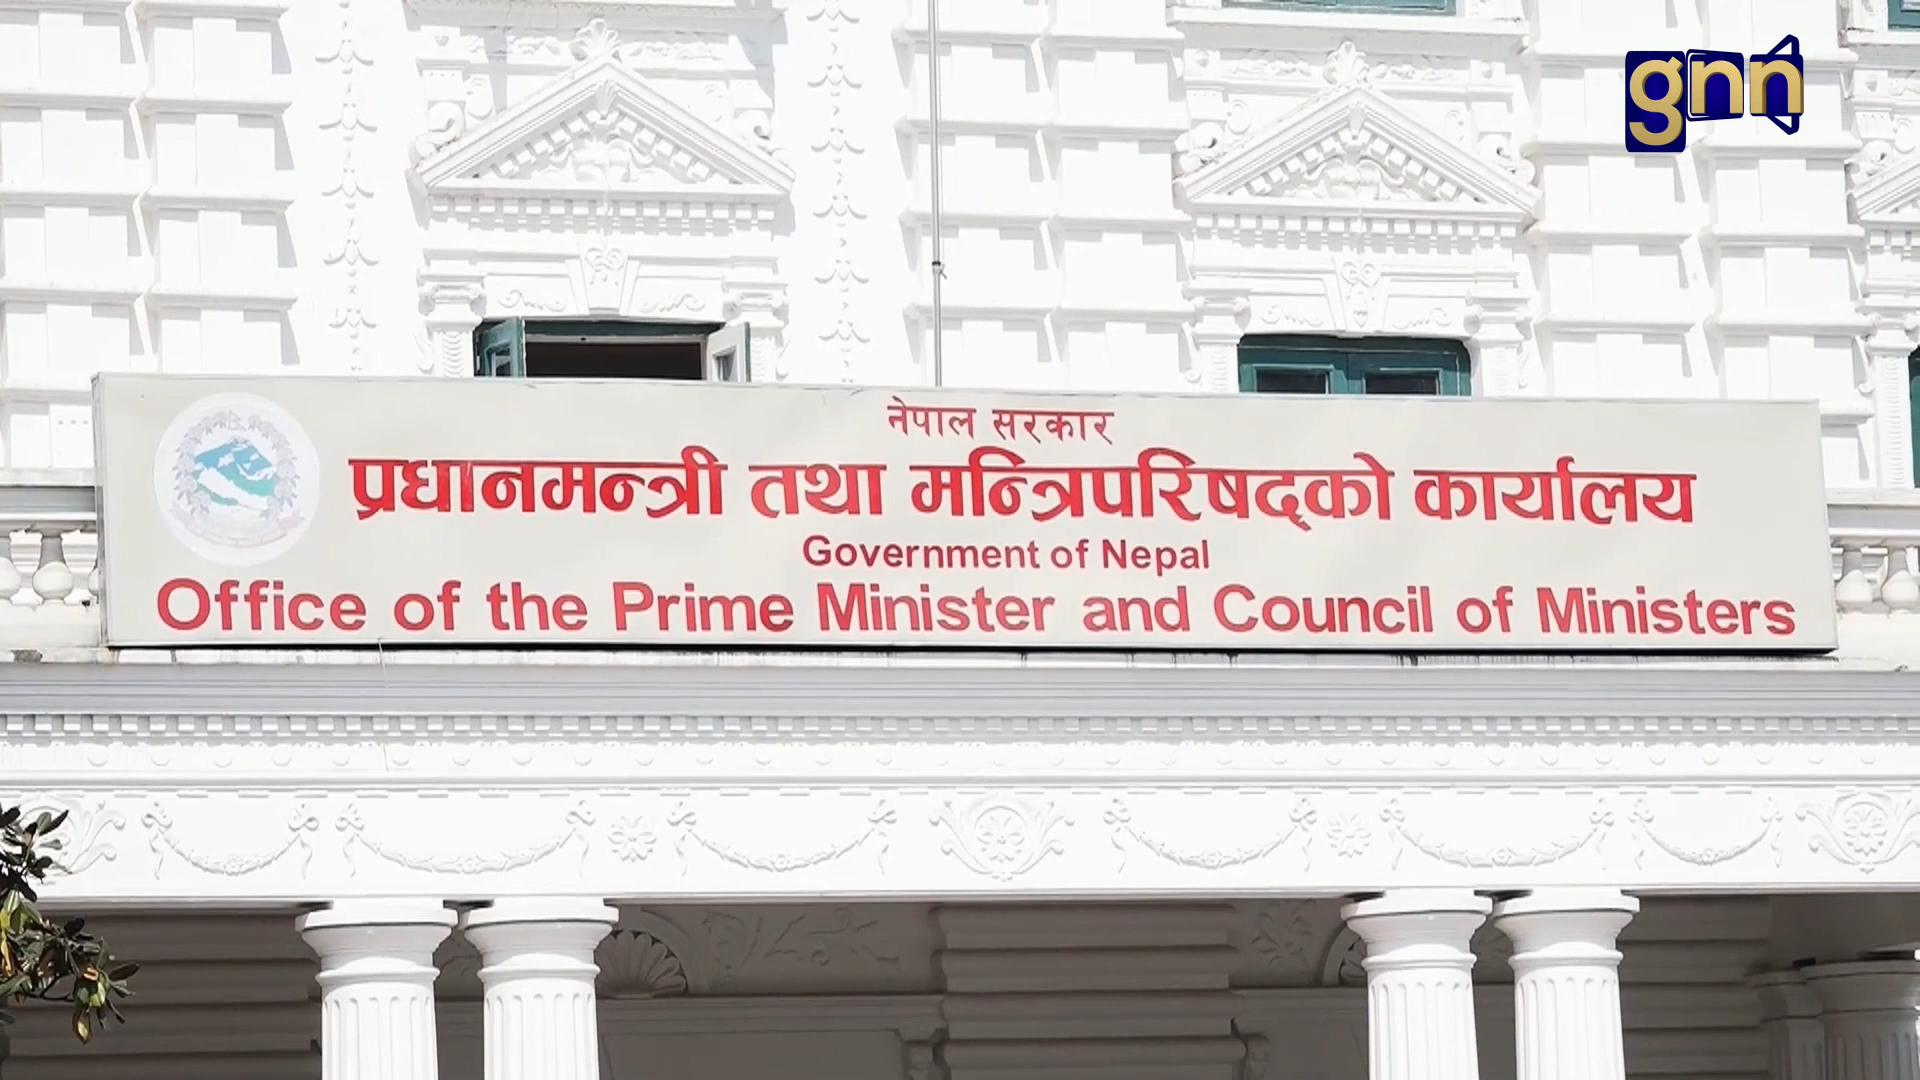 gnn
नेपाल सरकार
प्रधानमन्त्री तथा मन्त्रिपरिषद्को कार्यालय
Government of Nepal
Office of the Prime Minister and Council of Ministers